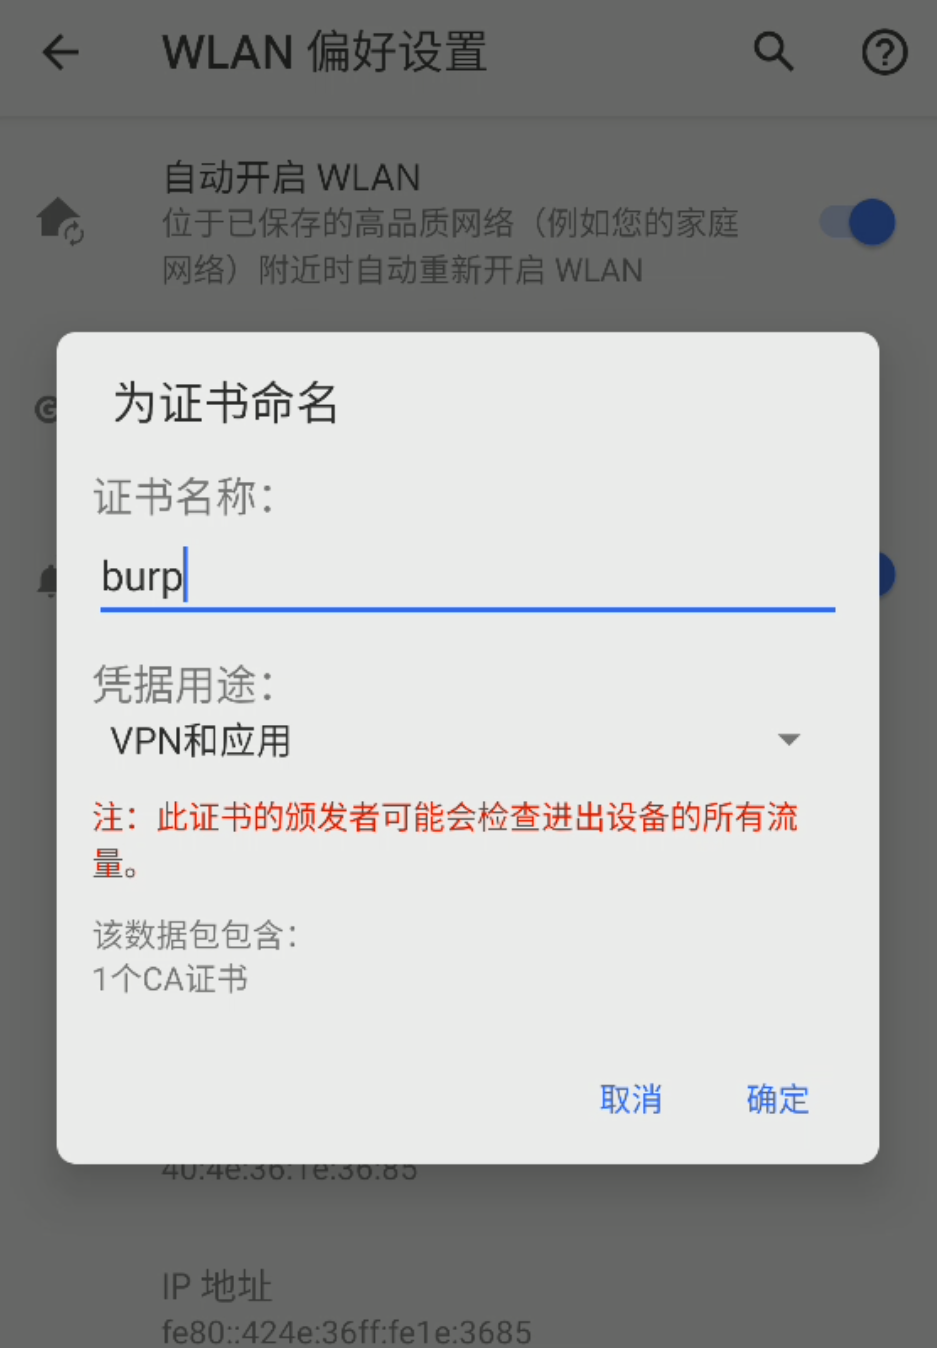 WLAN 偏好设置
自动开启 WLAN
位于已保存的高品质网络（例如您的家庭
网络）附近时自动重新开启 WLAN
为证书命名
证书名称：
burp
凭据用途：
VPN和应用
注：此证书的颁发者可能会检查进出设备的所有流
量。
该数据包包含：
1个CA证书
取消
确定
40:4e:36:1e:36:85
IP 地址
fe80::424e:36ff:fe1e:3685